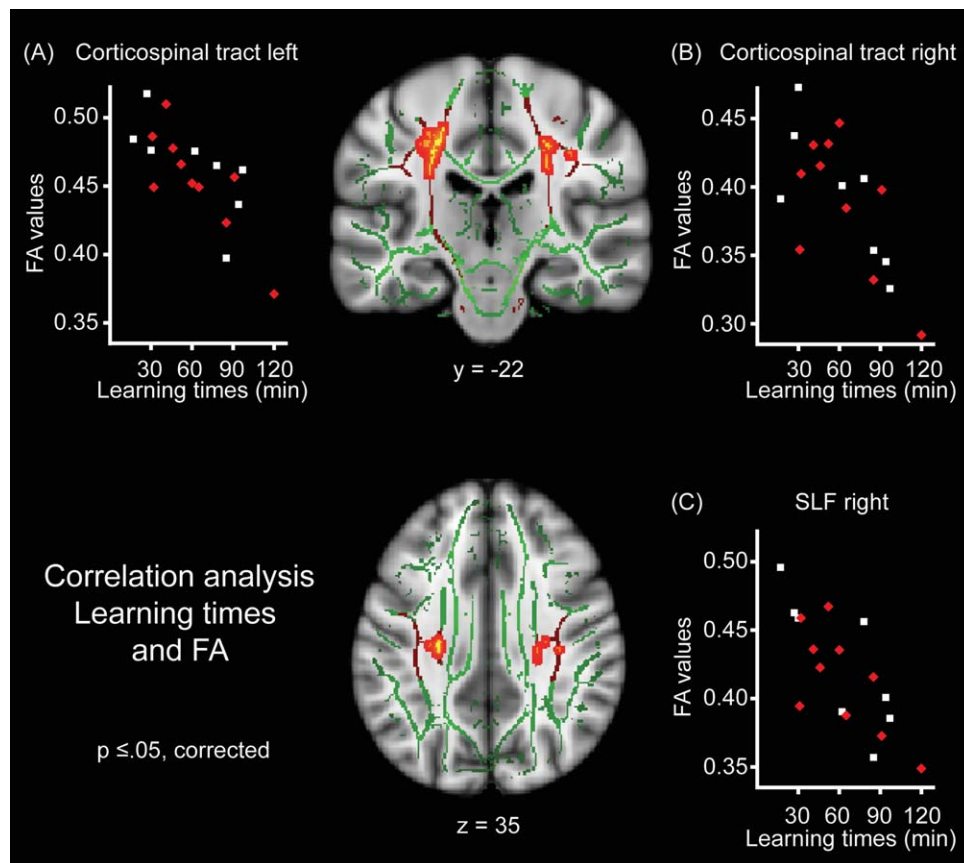 (A) Corticospinal tract left
0.50
0.45
0.40
0.35
FA values
30 60 90 120
Learning times (min)
y = -22
(B) Corticospinal tract right
0.45
0.40
0.35
0.30
FA values
30 60 90 120
Learning times (min)
Correlation analysis
Learning times
and FA
p ≤.05, corrected
z = 35
(C) SLF right
0.50
0.45
0.40
0.35
FA values
30 60 90 120
Learning times (min)